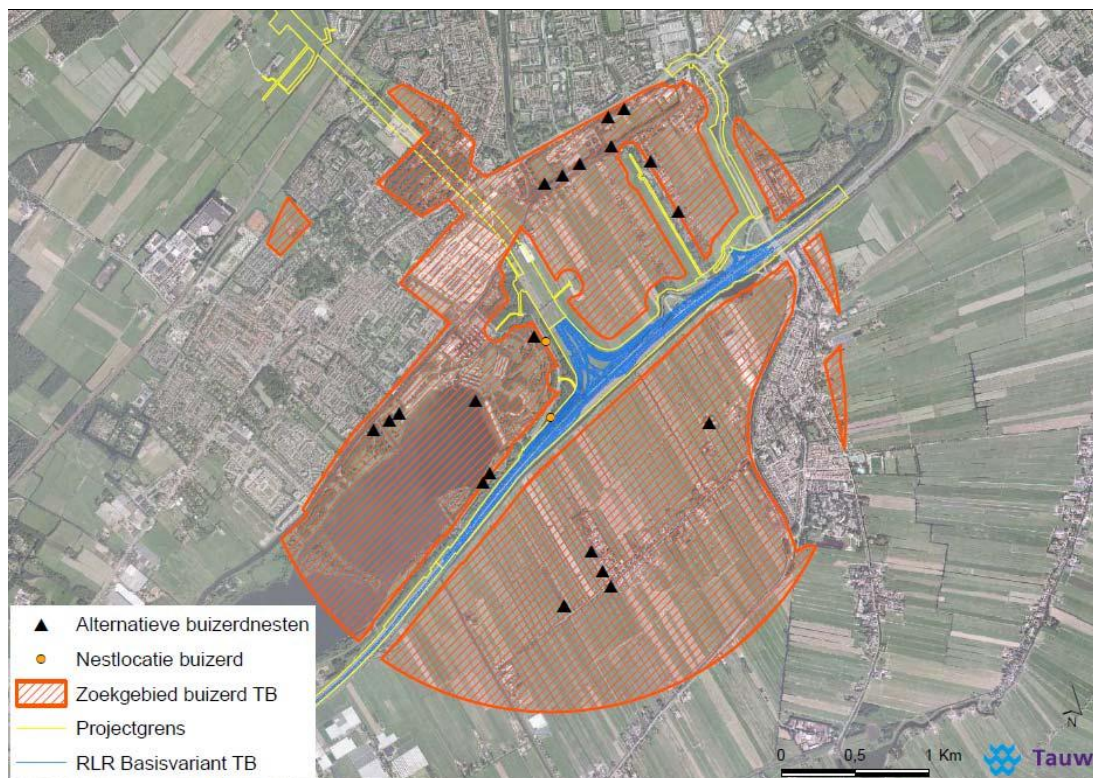 Alternatieve buizerdnesten
Nestlocatie buizerd
Zoekgebied buizerd TB
Projectgrens
RLR Basisvariant TB
0 0,5 1 Km
N
Tauw